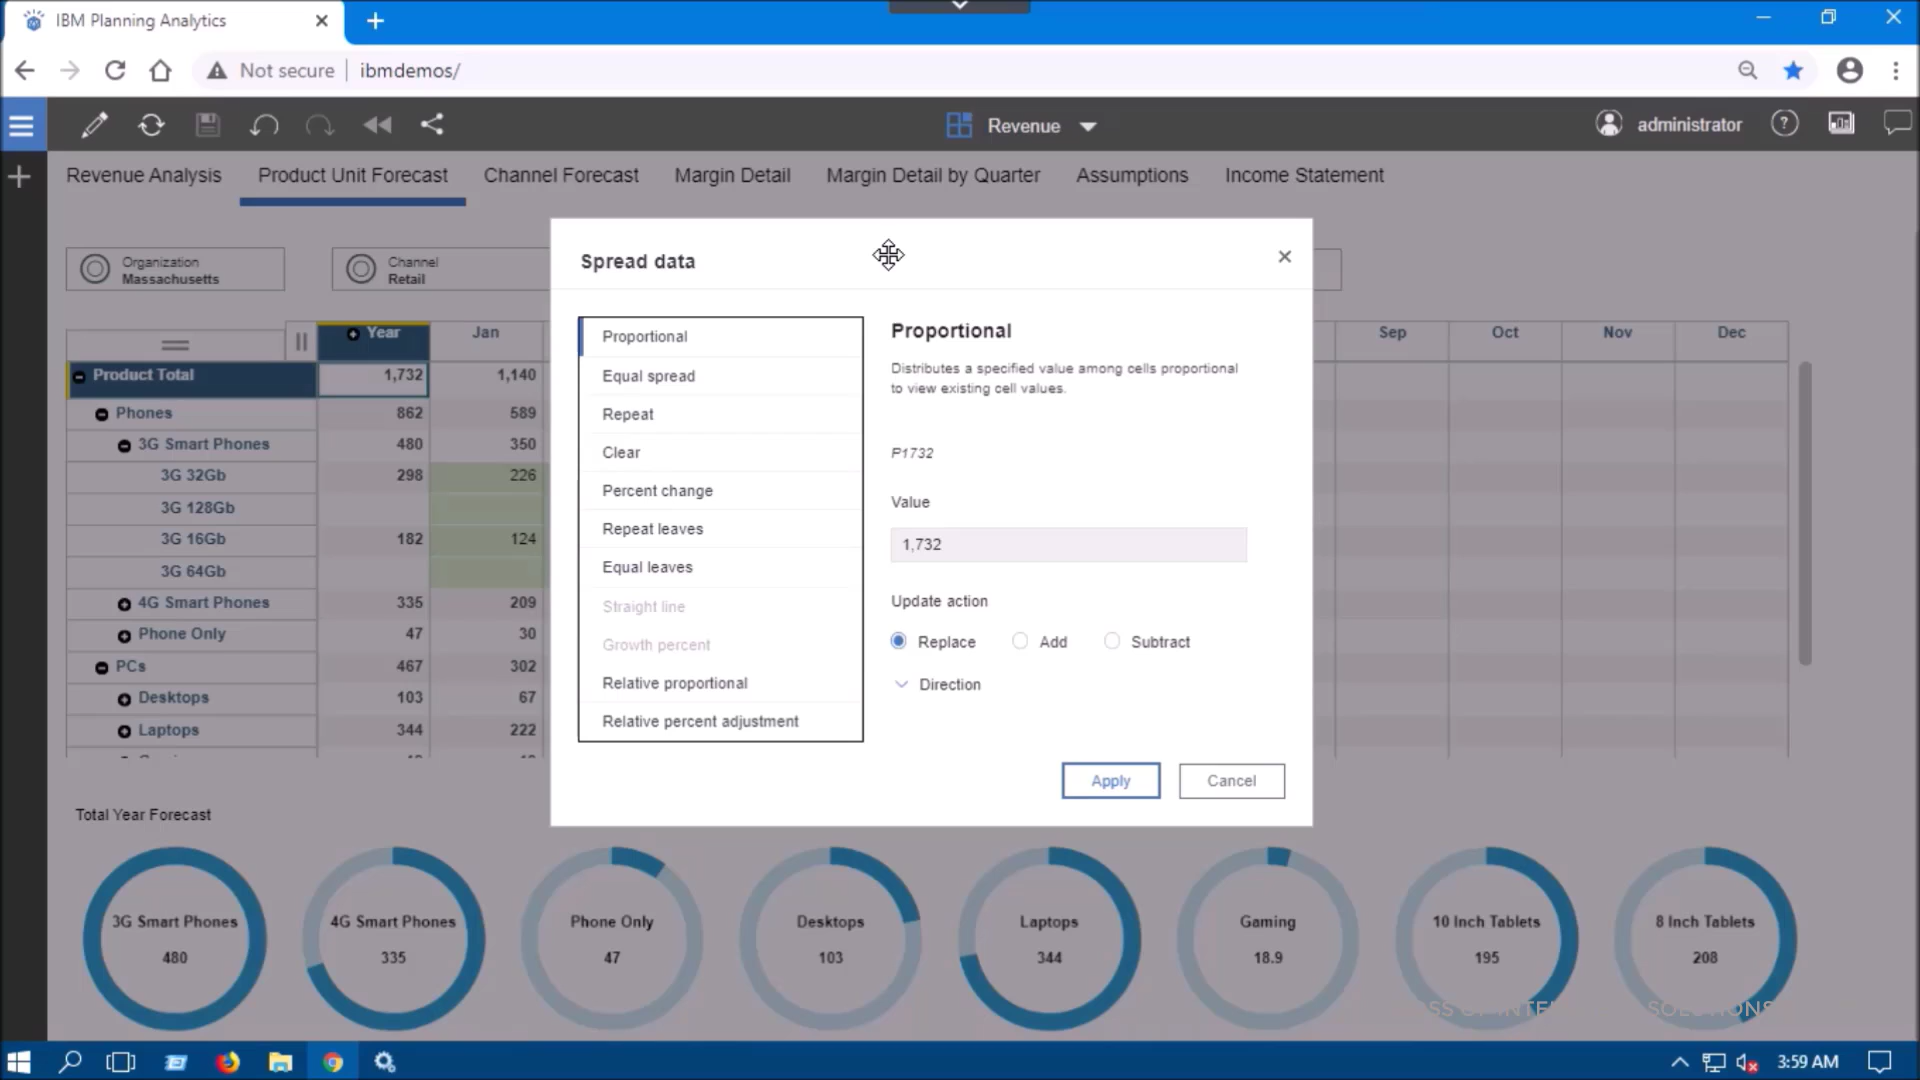 IBM Planning Analytics
Not secure
ibmdemos/
Revenue
administrator
Revenue Analysis
Product Unit Forecast
Channel Forecast
Margin Detail
Margin Detail by Quarter
Assumptions
Income Statement
Organization
Massachusetts
Channel
Retail
Year Jan Sep Oct Nov Dec
Product Total 1,732 1,140
Phones 862 589
3G Smart Phones 480 350
3G 32Gb 298 226
3G 128Gb
3G 16Gb 182 124
3G 64Gb
4G Smart Phones 335 209
Phone Only 47 30
PCs 467 302
Desktops 103 67
Laptops 344 222
Spread data
Proportional
Equal spread
Repeat
Clear
Percent change
Repeat leaves
Equal leaves
Straight line
Growth percent
Relative proportional
Relative percent adjustment
Proportional
Distributes a specified value among cells proportional
to view existing cell values.
P1732
Value
1,732
Update action
Replace Add Subtract
Direction
Apply Cancel
Total Year Forecast
3G Smart Phones
480
4G Smart Phones
335
Phone Only
47
Desktops
103
Laptops
344
Gaming
18.9
10 Inch Tablets
195
8 Inch Tablets
208
SOLUTIONS
3:59 AM